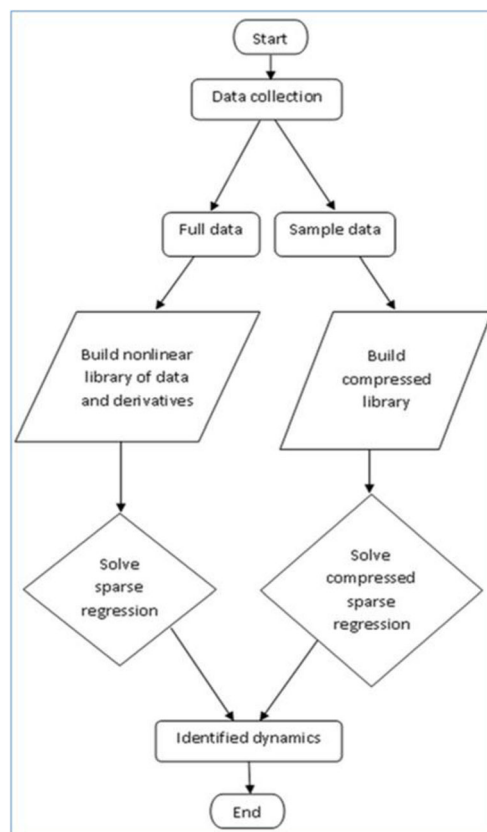 Start
Data collection
Full data
Sample data
Build nonlinear
library of data
and derivatives
Build
compressed
library
Solve
sparse
regression
Solve
compressed
sparse
regression
Identified dynamics
End